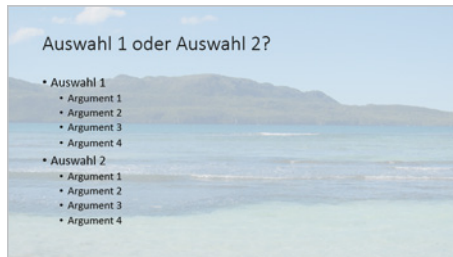 Auswahl 1 oder Auswahl 2?
• Auswahl 1
• Argument 1
• Argument 2
• Argument 3
• Argument 4
• Auswahl 2
• Argument 1
• Argument 2
• Argument 3
• Argument 4